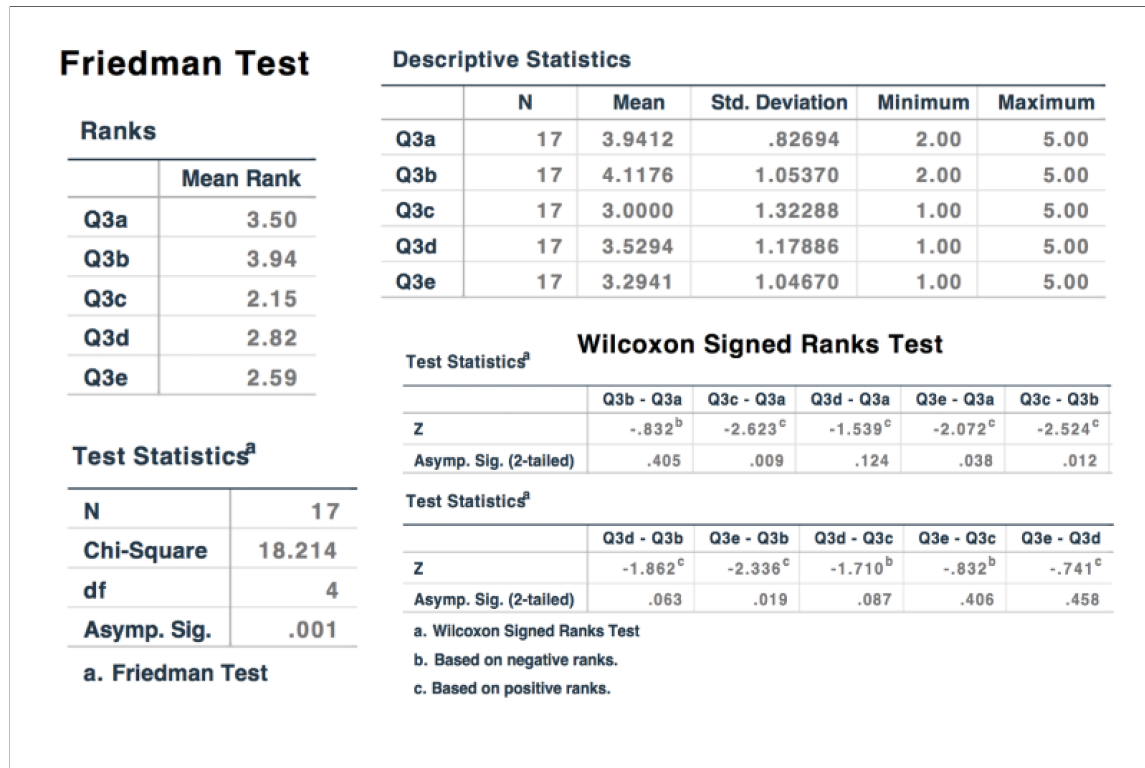 Friedman Test
Ranks
Mean Rank
Q3a 3.50
Q3b 3.94
Q3c 2.15
Q3d 2.82
Q3e 2.59
Test Statisticsa
N 17
Chi-Square 18.214
df 4
Asymp. Sig. .001
a. Friedman Test
Descriptive Statistics
N Mean Std. Deviation Minimum Maximum
Q3a 17 3.9412 .82694 2.00 5.00
Q3b 17 4.1176 1.05370 2.00 5.00
Q3c 17 3.0000 1.32288 1.00 5.00
Q3d 17 3.5294 1.17886 1.00 5.00
Q3e 17 3.2941 1.04670 1.00 5.00
Wilcoxon Signed Ranks Test
Test Statisticsa
Q3b - Q3a Q3c - Q3a Q3d - Q3a Q3e - Q3a Q3c - Q3b
Z -.832b -2.623c -1.539c -2.072c -2.524c
Asymp. Sig. (2-tailed) .405 .009 .124 .038 .012
Test Statisticsa
Q3d - Q3b Q3e - Q3b Q3d - Q3c Q3e - Q3c Q3e - Q3d
Z -1.862c -2.336c -1.710b -.832b -.741c
Asymp. Sig. (2-tailed) .063 .019 .087 .406 .458
a. Wilcoxon Signed Ranks Test
b. Based on negative ranks.
c. Based on positive ranks.